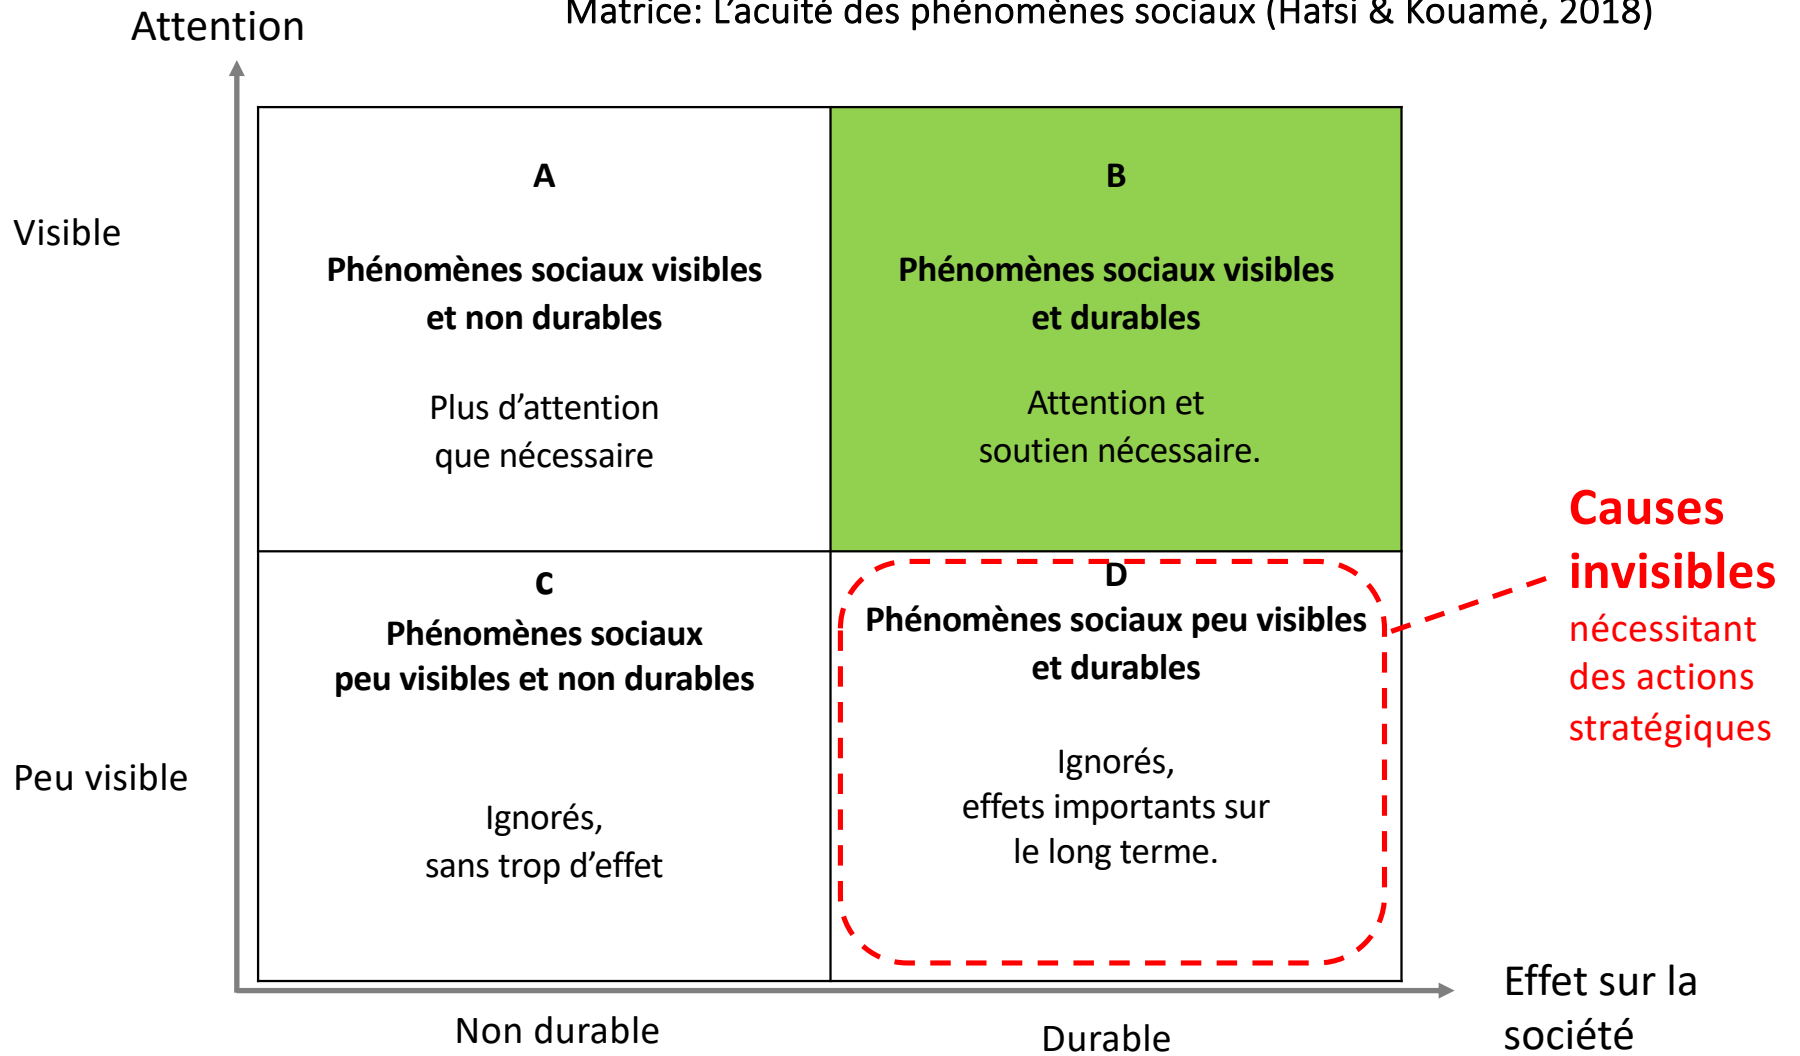 Matrice: L'acuité des phénomènes sociaux (Hafsi & Kouamé, 2018)
Attention
Visible
A
Phénomènes sociaux visibles
et non durables
Plus d’attention
que nécessaire
B
Phénomènes sociaux visibles
et durables
Attention et
soutien nécessaire.
Peu visible
C
Phénomènes sociaux
peu visibles et non durables
Ignorés,
sans trop d’effet
D
Phénomènes sociaux peu visibles
et durables
Ignorés,
effets importants sur
le long terme.
Causes
invisibles
nécessitant
des actions
stratégiques
Non durable
Durable
Effet sur la
société